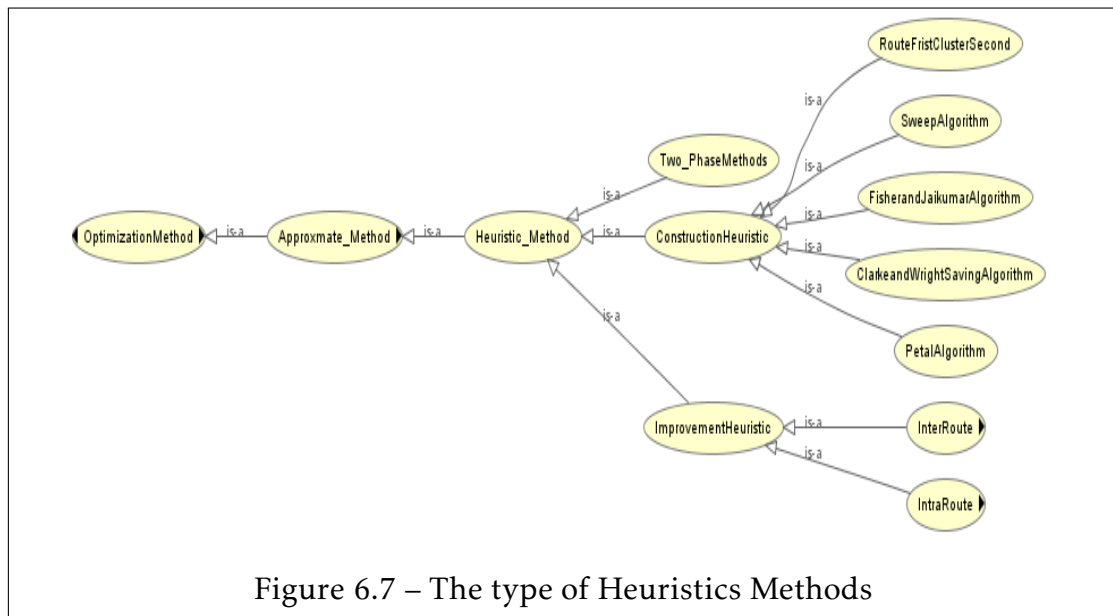 RouteFristClusterSecond
is-a
SweepAlgorithm
Two_PhaseMethods
is-a
is-a
FisherandJaikumarAlgorithm
is-a
OptimizationMethod
is-a
Approxmate_Method
is-a
Heuristic_Method
is-a
ConstructionHeuristic
is-a
ClarkeandWrightSavingAlgorithm
is-a
is-a
PetalAlgorithm
is-a
ImprovementHeuristic
is-a
InterRoute
is-a
IntraRoute
Figure 6.7 – The type of Heuristics Methods